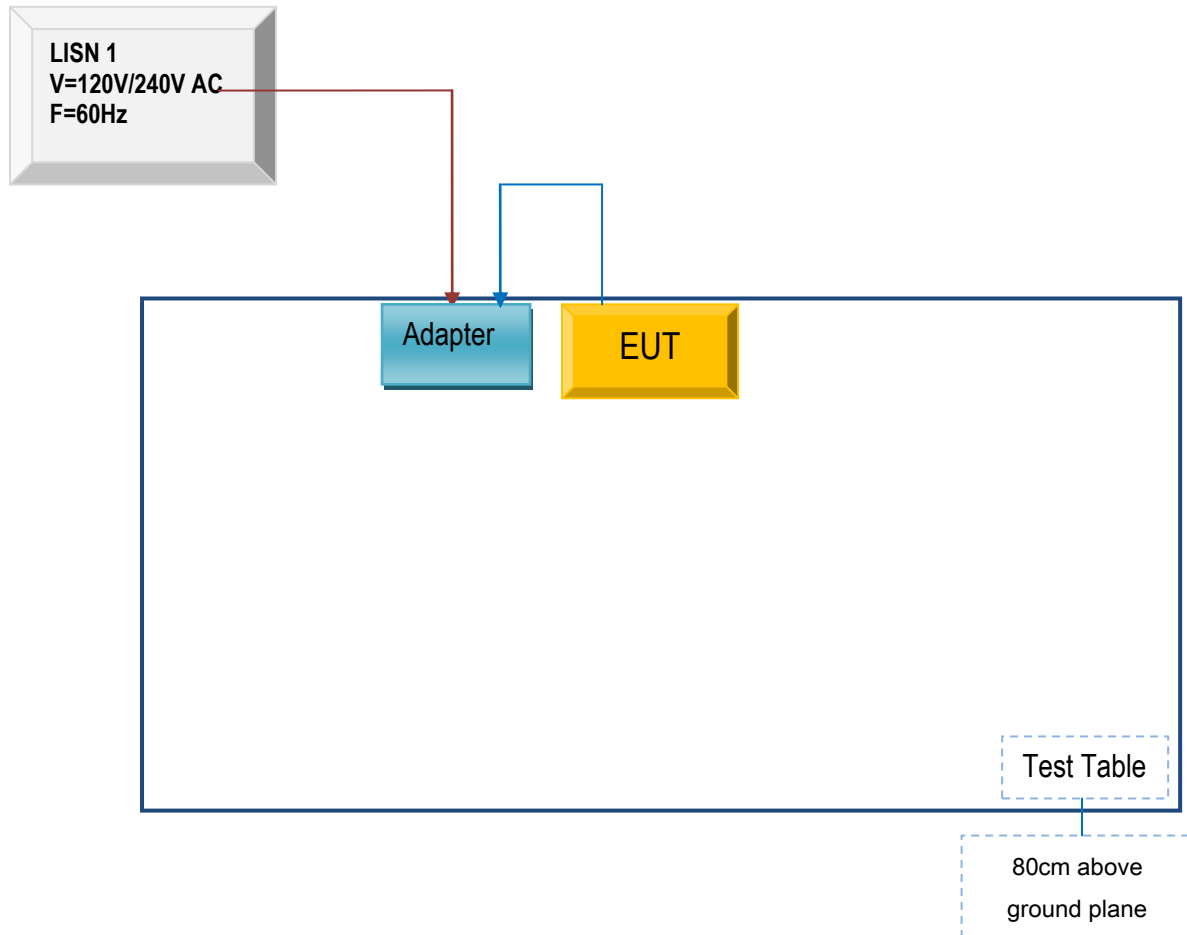 LISN 1
V=120V/240V AC
F=60Hz
Adapter
EUT
Test Table
80cm above
ground plane